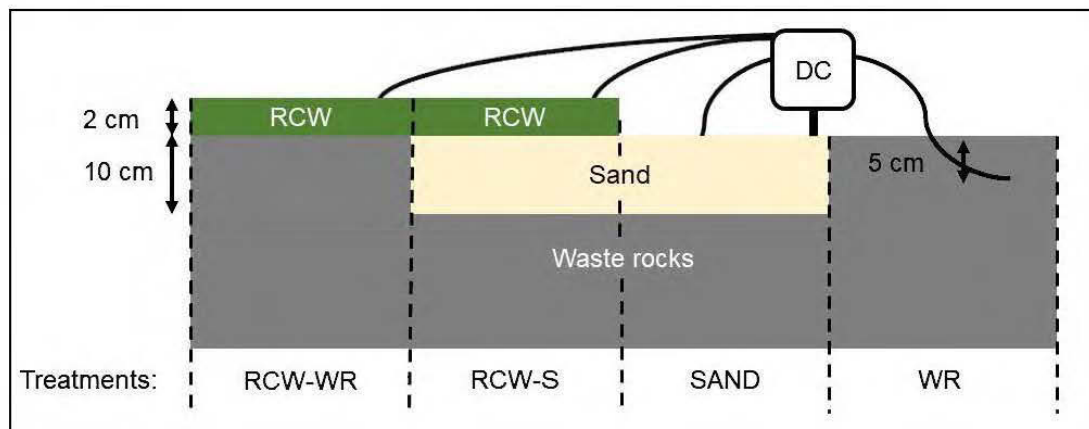 DC
2 cm
RCW
RCW
10 cm
Sand
5 cm
Waste rocks
Treatments:
RCW-WR
RCW-S
SAND
WR